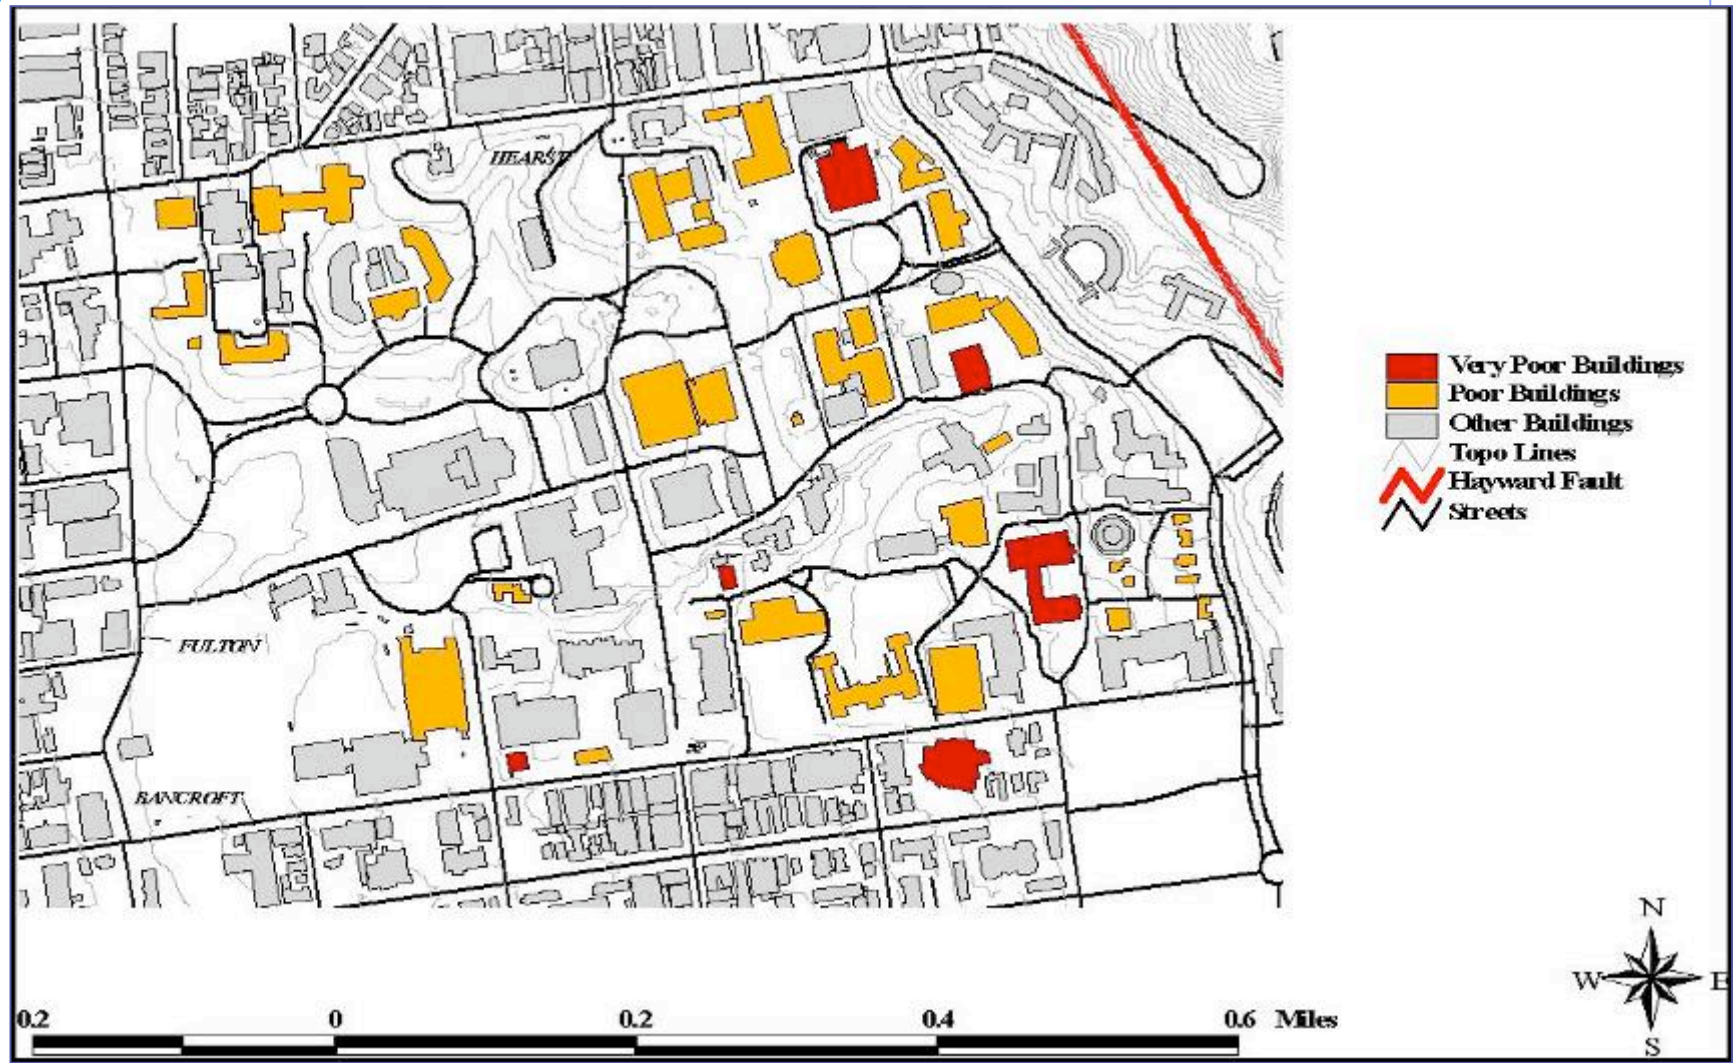 HEARST
FULTON
BANCROFT
Very Poor Buildings
Poor Buildings
Other Buildings
Topo Lines
Hayward Fault
Streets
N
W E
S
0.2 0 0.2 0.4 0.6 Miles